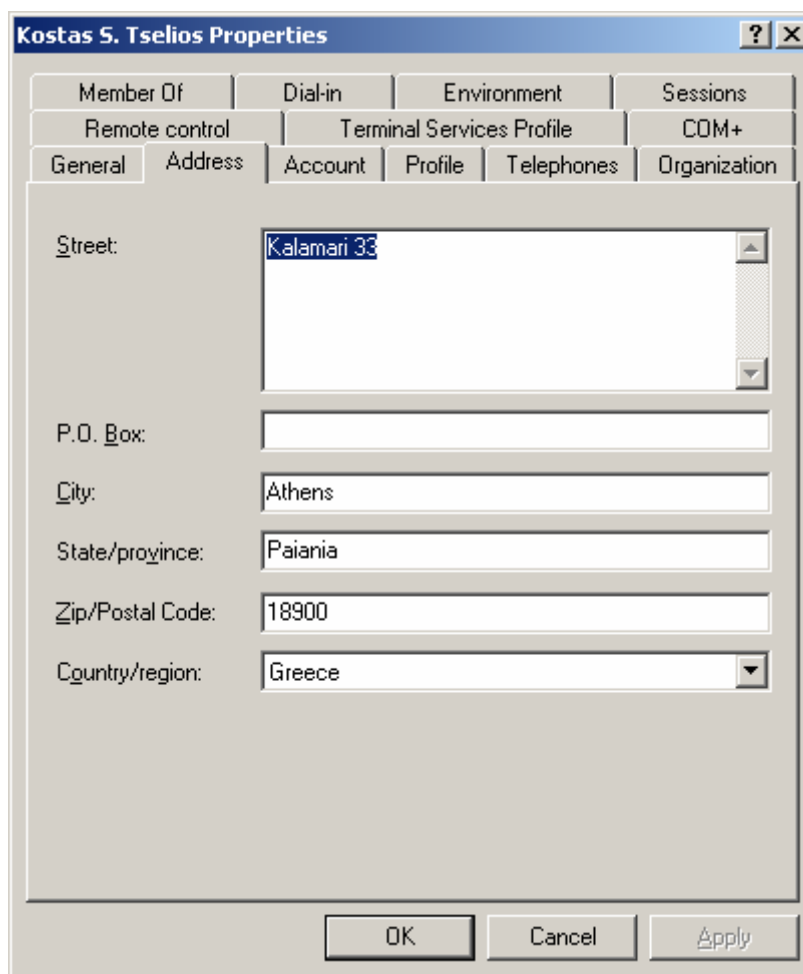 Kostas S. Tselios Properties
Member Of Dial-in Environment Sessions
Remote control Terminal Services Profile COM+
General Address Account Profile Telephones Organization
Street: Kalamari 33
P.O. Box:
City: Athens
State/province: Paiania
Zip/Postal Code: 18900
Country/region: Greece
OK Cancel Apply